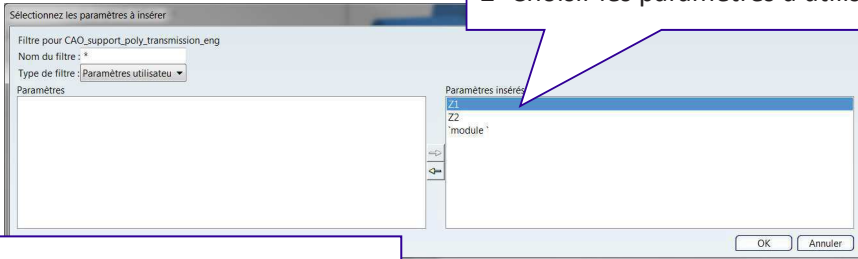 2- Choisir les paramètres à utilis
Sélectionnez les paramètres à insérer
Filtre pour CAO_support_poly_transmission_eng
Nom du filtre : *
Type de filtre : Paramètres utilisateu
Paramètres
Paramètres insérés
Z1
Z2
`module `
OK
Annuler